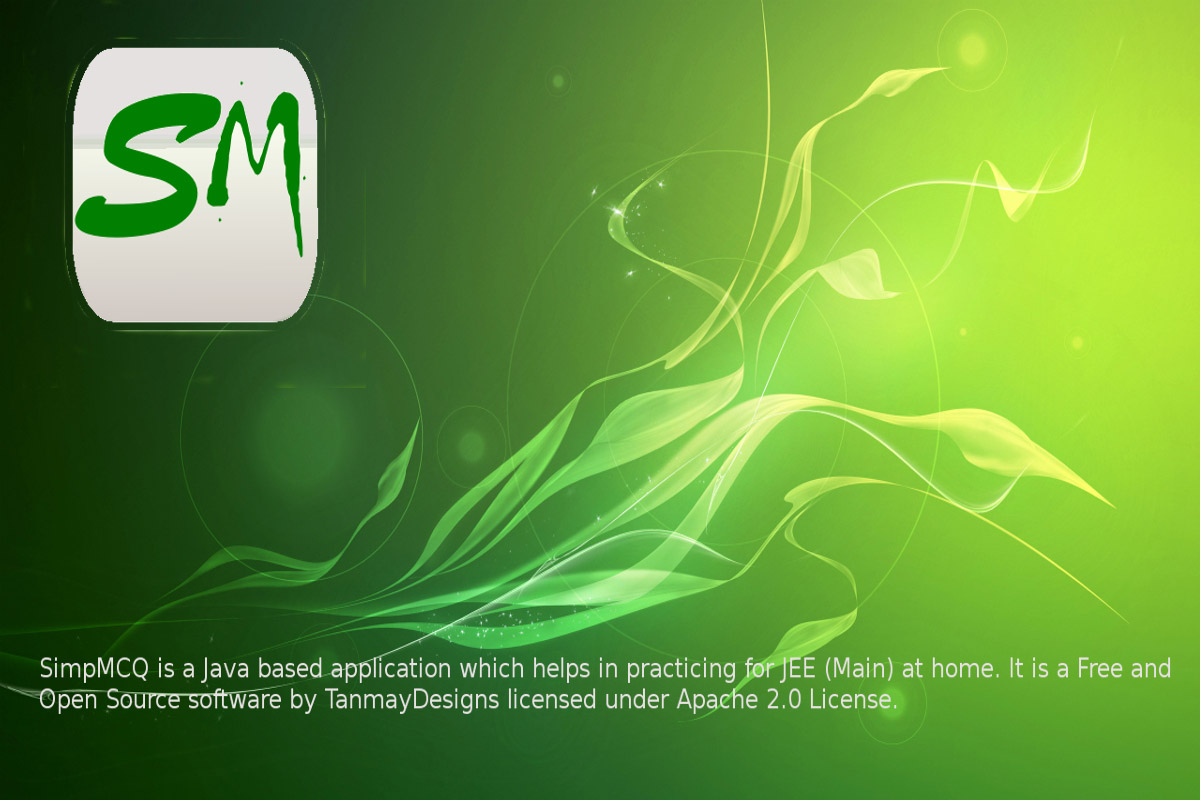 SM
SimpMCQ is a Java based application which helps in practicing for JEE (Main) at home. It is a Free and
Open Source software by TanmayDesigns licensed under Apache 2.0 License.